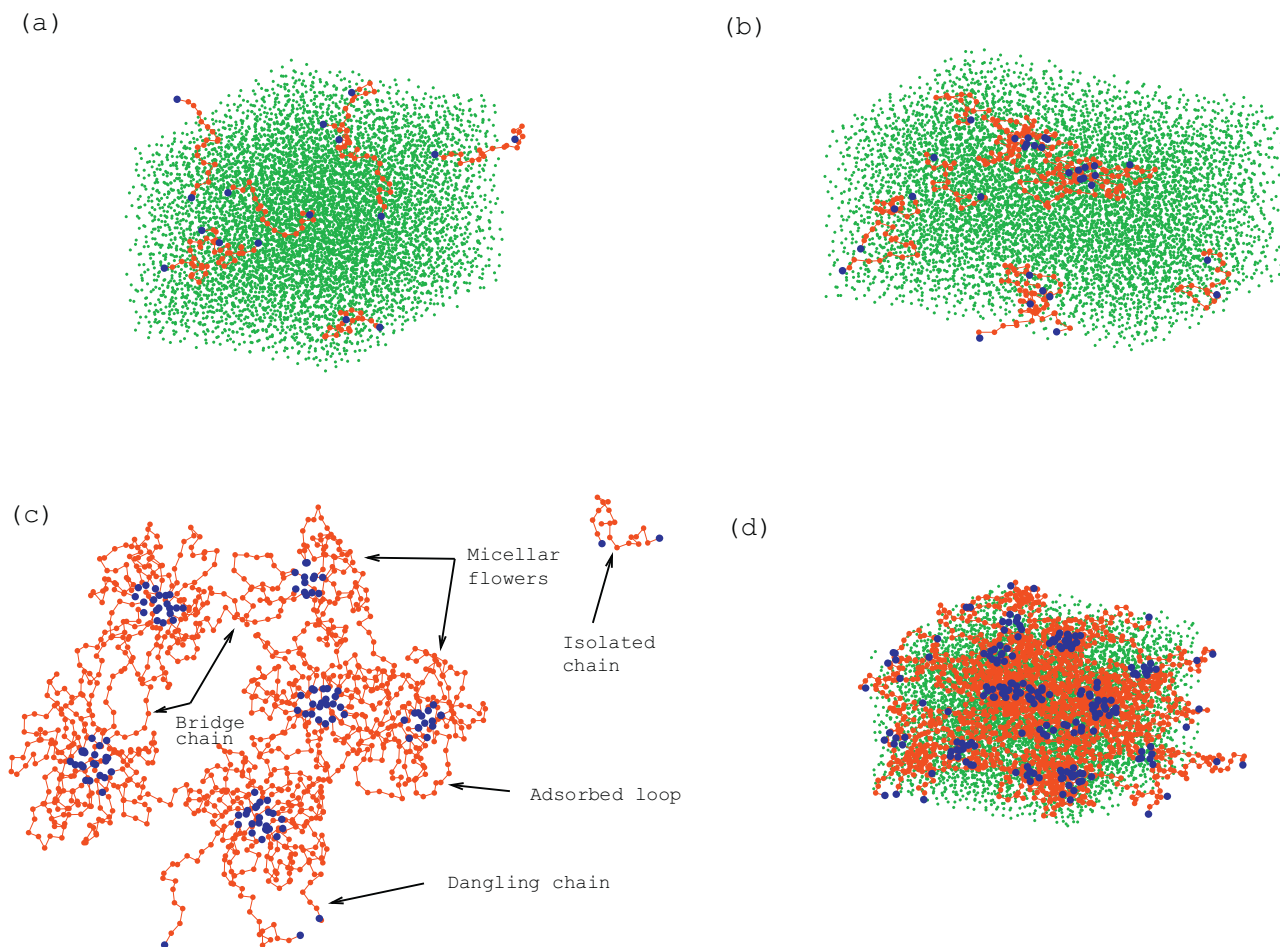 (a)
(b)
(c)
Micellar
flowers
Isolated
chain
Bridge
chain
Adsorbed loop
Dangling chain
(d)